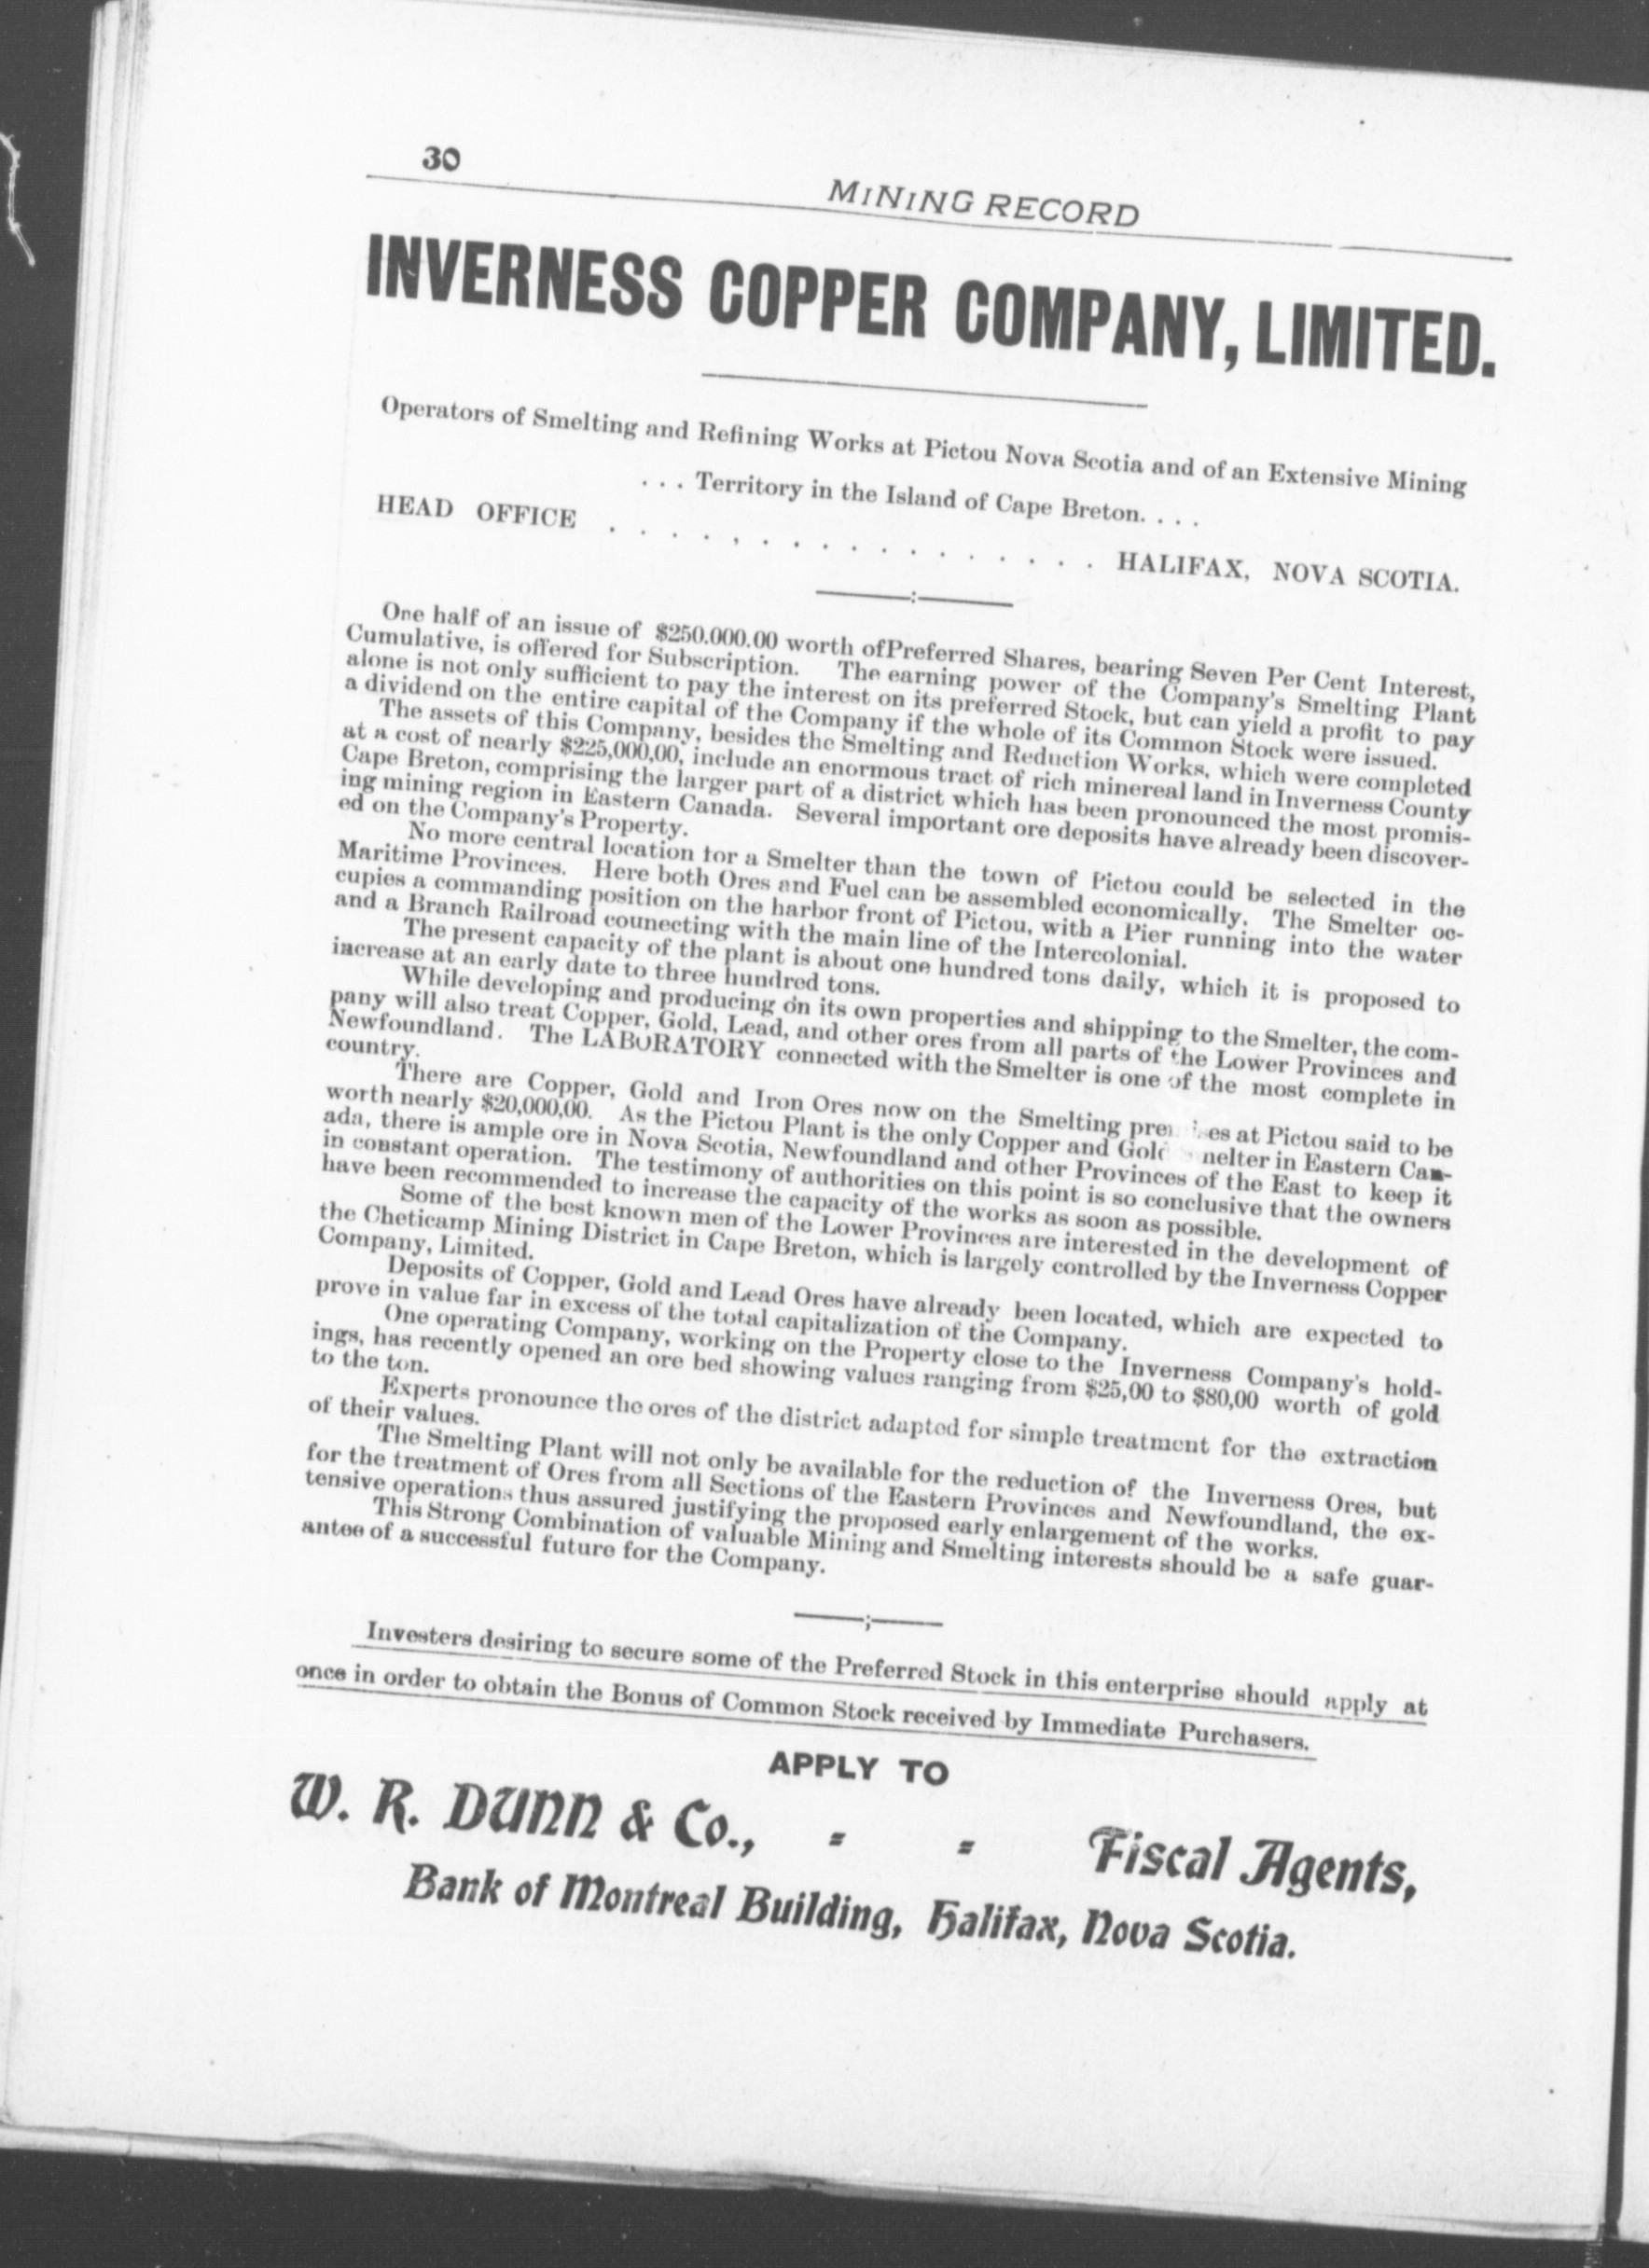 30
MINING RECORD
INVERNESS COPPER COMPANY, LIMITED.
Operators of Smelting and Refining Works at Pictou Nova Scotia and of an Extensive Mining
. . . Territory in the Island of Cape Breton. . . .
HEAD OFFICE . . . . , . . . . . . . . . . . . HALIFAX, NOVA SCOTIA.
One half of an issue of $250.000.00 worth ofPreferred Shares, bearing Seven Per Cent Interest,
Cumulative, is offered for Subscription. The earning power of the Company's Smelting Plant
alone is not only sufficient to pay the interest on its preferred Stock, but can yield a profit to pay
a dividend on the entire capital of the Company if the whole of its Common Stock were issued.
The assets of this Company, besides the Smelting and Reduction Works, which were completed
at a cost of nearly $225,000,00, include an enormous tract of rich minereal land in Inverness County
Cape Breton, comprising the larger part of a district which has been pronounced the most promis-
ing mining region in Eastern Canada. Several important ore deposits have already been discover-
ed on the Company's Property.
No more central location for a Smelter than the town of Pictou could be selected in the
Maritime Provinces. Here both Ores and Fuel can be assembled economically. The Smelter oc-
cupies a commanding position on the harbor front of Pictou, with a Pier running into the water
and a Branch Railroad counecting with the main line of the Intercolonial.
The present capacity of the plant is about one hundred tons daily, which it is proposed to
increase at an early date to three hundred tons.
While developing and producing on its own properties and shipping to the Smelter, the com-
pany will also treat Copper, Gold, Lead, and other ores from all parts of the Lower Provinces and
Newfoundland. The LABORATORY connected with the Smelter is one of the most complete in
country.
There are Copper, Gold and Iron Ores now on the Smelting at Pictou said to be
worth nearly $20,000,00. As the Pictou Plant is the only Copper and in Eastern Can-
ada, there is ample ore in Nova Scotia, Newfoundland and other Provinces of the East to keep it
in constant operation. The testimony of authorities on this point is so conclusive that the owners
have been recommended to increase the capacity of the works as soon as possible.
Some of the best known men of the Lower Provinces are interested in the development of
the Cheticamp Mining District in Cape Breton, which is largely controlled by the Inverness Copper
Company, Limited.
Deposits of Copper, Gold and Lead Ores have already been located, which are expected to
prove in value far in excess of the total capitalization of the Company.
One operating Company, working on the Property close to the Inverness Company's hold-
ings, has recently opened an ore bed showing values ranging from $25,00 to $80,00 worth of gold
to the ton.
Experts pronounce the ores of the district adapted for simple treatment for the extraction
of their values.
The Smelting Plant will not only be available for the reduction of the Inverness Ores, but
for the treatment of Ores from all Sections of the Eastern Provinces and Newfoundland, the ex-
tensive operations thus assured justifying the proposed early enlargement of the works.
This Strong Combination of valuable Mining and Smelting interests should be a safe guar-
antee of a successful future for the Company.
Investers desiring to secure some of the Preferred Stock in this enterprise should apply at
once in order to obtain the Bonus of Common Stock received by Immediate Purchasers.
APPLY TO
W. R. DUNN & Co., - - Fiscal Agents,
Bank of Montreal Building, Halifax, Nova Scotia.